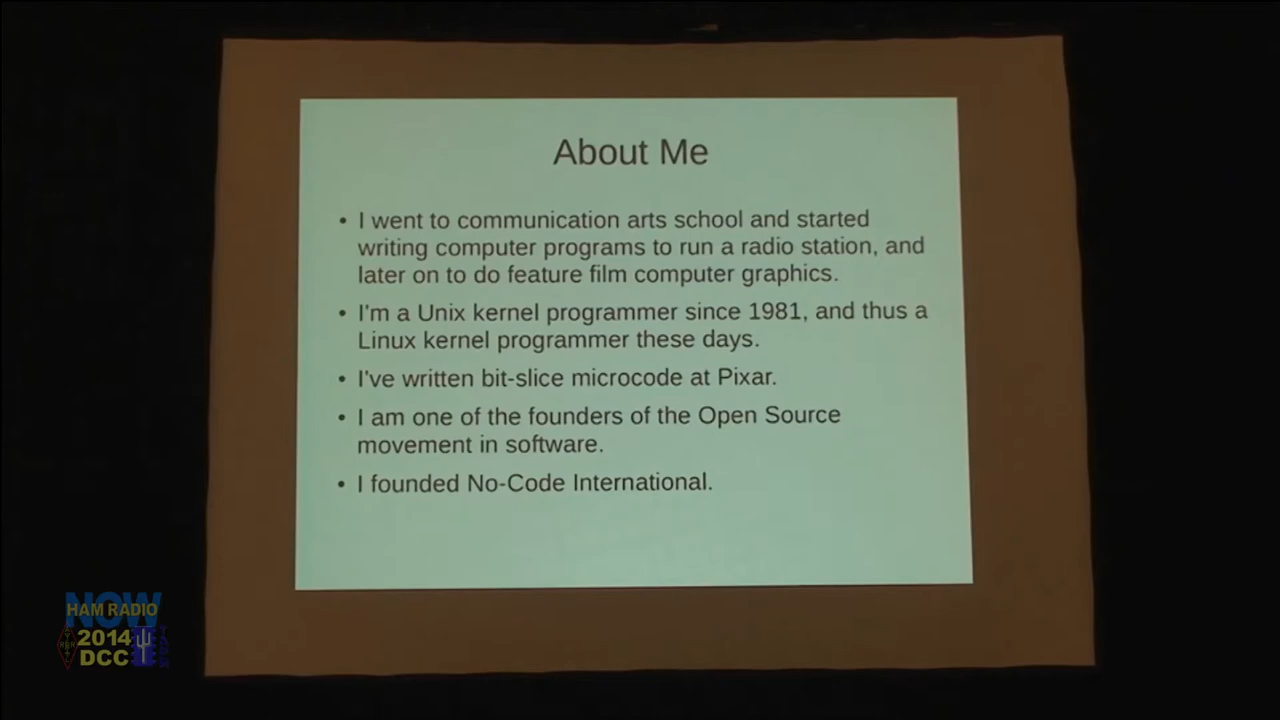 About Me
• I went to communication arts school and started
writing computer programs to run a radio station, and
later on to do feature film computer graphics.
• I'm a Unix kernel programmer since 1981, and thus a
Linux kernel programmer these days.
• I've written bit-slice microcode at Pixar.
• I am one of the founders of the Open Source
movement in software.
• I founded No-Code International.
NOW
HAM RADIO
2014
DCC